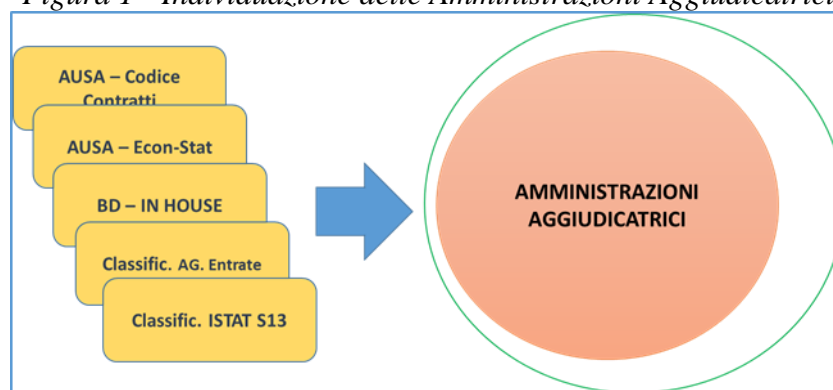 Figura 1 - Individuazione delle Amministrazioni Aggiudicatrici
AUSA – Codice
Contratti
AUSA – Econ-Stat
BD – IN HOUSE
Classific. AG. Entrate
Classific. ISTAT S13
AMMINISTRAZIONI
AGGIUDICATRICI